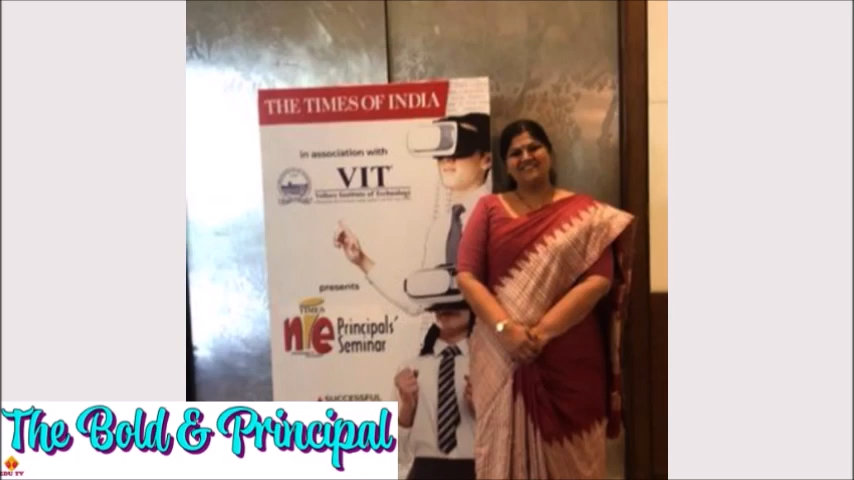 THE TIMES OF INDIA
in association with
VIT
Vellore Institute of Technology
presents
TIMES
nie
Principals'
Seminar
SUCCESSFUL
The Bold & Principal
EDU TV